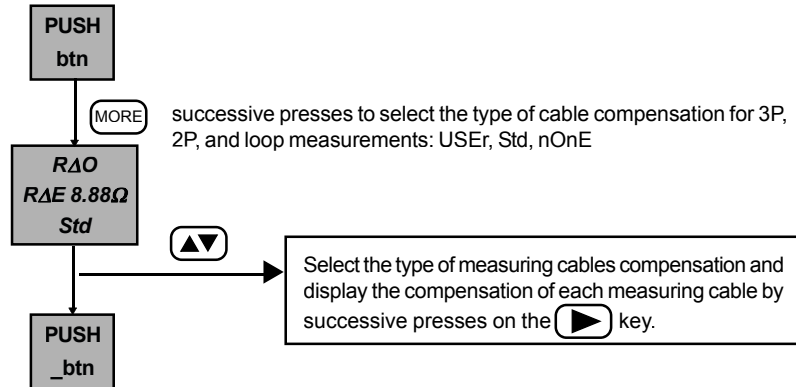 PUSH
btn
MORE
successive presses to select the type of cable compensation for 3P,
2P, and loop measurements: USEr, Std, nOnE
RΔO
RΔE 8.88Ω
Std
▲▼
Select the type of measuring cables compensation and
display the compensation of each measuring cable by
successive presses on the ▶ key.
PUSH
_btn